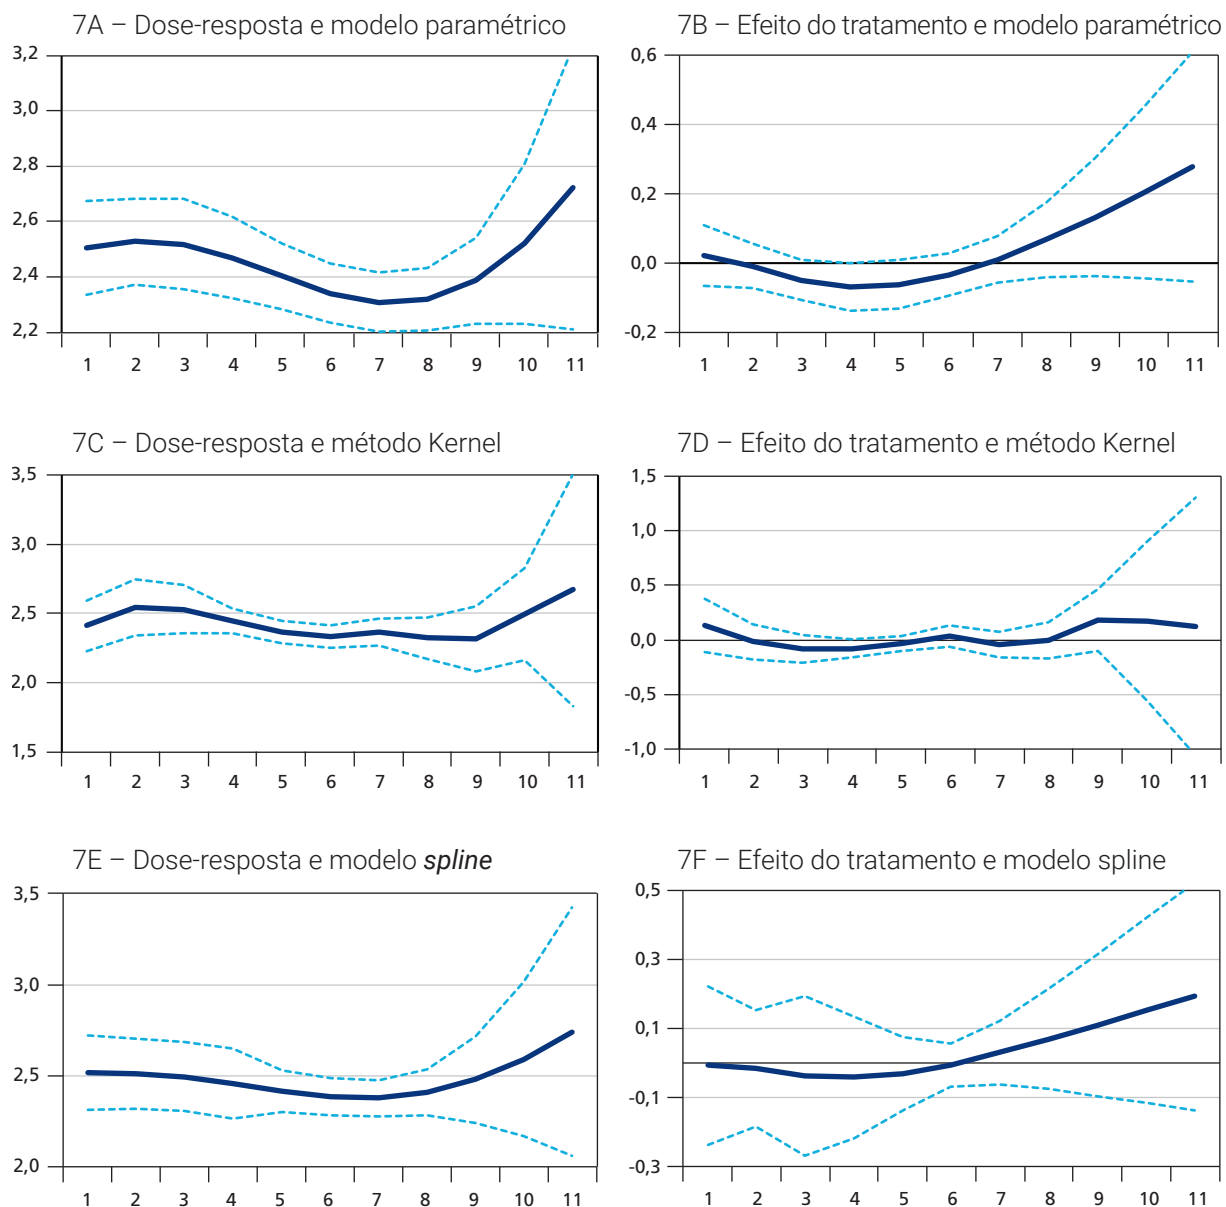 7A – Dose-resposta e modelo paramétrico
3,2
3,0
2,8
2,6
2,4
2,2
1 2 3 4 5 6 7 8 9 10 11
7B – Efeito do tratamento e modelo paramétrico
0,6
0,4
0,2
0,0
-0,2
1 2 3 4 5 6 7 8 9 10 11
7C – Dose-resposta e método Kernel
3,5
3,0
2,5
2,0
1,5
1 2 3 4 5 6 7 8 9 10 11
7D – Efeito do tratamento e método Kernel
1,5
1,0
0,5
0,0
-0,5
-1,0
1 2 3 4 5 6 7 8 9 10 11
7E – Dose-resposta e modelo spline
3,5
3,0
2,5
2,0
1 2 3 4 5 6 7 8 9 10 11
7F – Efeito do tratamento e modelo spline
0,5
0,3
0,1
-0,1
-0,3
1 2 3 4 5 6 7 8 9 10 11